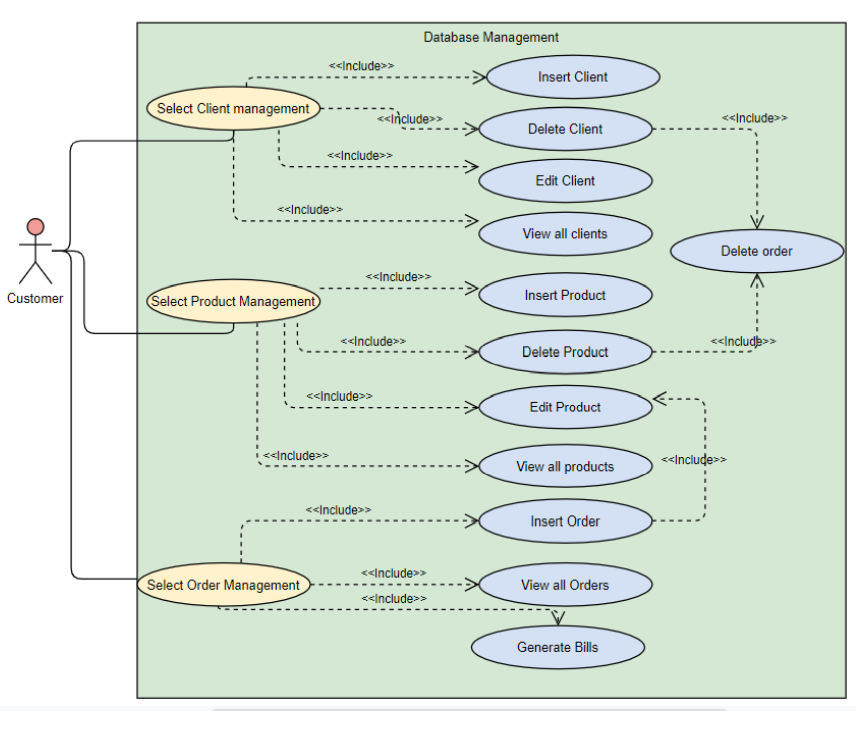 Database Management
<<Include>>
Insert Client
Select Client management
<<Include>>
Delete Client
<<Include>>
<<Include>>
Edit Client
<<Include>>
View all clients
Delete order
Customer
<<Include>>
Insert Product
Select Product Management
<<Include>>
Delete Product
<<Include>>
<<Include>>
Edit Product
<<Include>>
View all products
<<Include>>
<<Include>>
Insert Order
Select Order Management
<<Include>>
View all Orders
<<Include>>
Generate Bills